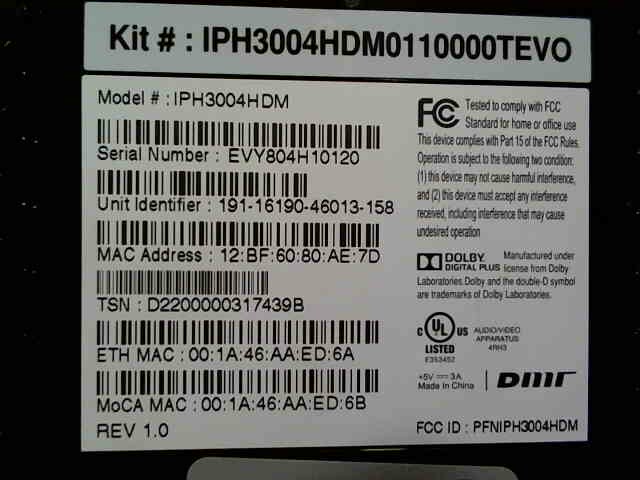 Kit # : IPH3004HDM0110000TEVO
Model # : IPH3004HDM
Serial Number : EVY804H10120
Unit Identifier : 191-16190-46013-158
MAC Address : 12:BF:60:80:AE:7D
TSN : D2200000317439B
ETH MAC : 00:1A:46:AA:ED:6A
MoCA MAC : 00:1A:46:AA:ED:6B
REV 1.0
FC Tested to comply with FCC
Standard for home or office use
This device complies with Part 15 of the FCC Rules.
Operation is subject to the following two condition:
(1) this device may not cause harmful interference,
and (2) this device must accept any interference
received, including interference that may cause
undesired operation
DOLBY
DIGITAL PLUS
Manufactured under
license from Dolby
Laboratories.Dolby and the double-D symbol
are trademarks of Dolby Laboratories.
c UL US
LISTED
E353452
AUDIO/VIDEO
APPARATUS
4RH3
+5V ⎓ 3A
Made in China
DMT
FCC ID : PFNIPH3004HDM